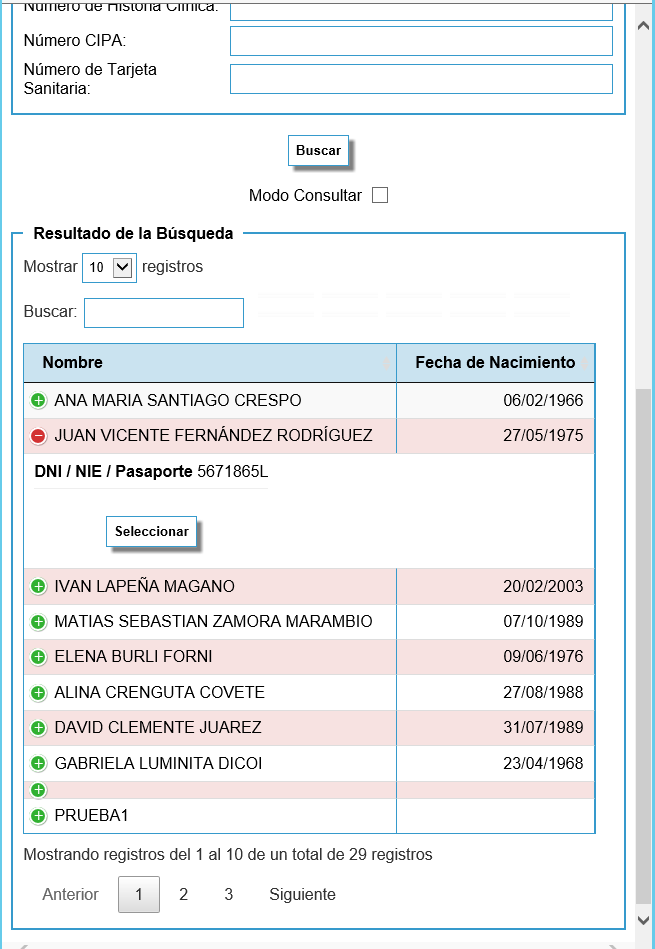 Número de Historia Clínica:
Número CIPA:
Número de Tarjeta
Sanitaria:
Buscar
Modo Consultar
Resultado de la Búsqueda
Mostrar 10 registros
Buscar:
Nombre Fecha de Nacimiento
ANA MARIA SANTIAGO CRESPO 06/02/1966
JUAN VICENTE FERNÁNDEZ RODRÍGUEZ 27/05/1975
DNI / NIE / Pasaporte 5671865L
Seleccionar
IVAN LAPEÑA MAGANO 20/02/2003
MATIAS SEBASTIAN ZAMORA MARAMBIO 07/10/1989
ELENA BURLI FORNI 09/06/1976
ALINA CRENGUTA COVETE 27/08/1988
DAVID CLEMENTE JUAREZ 31/07/1989
GABRIELA LUMINITA DICOI 23/04/1968
PRUEBA1
Mostrando registros del 1 al 10 de un total de 29 registros
Anterior 1 2 3 Siguiente